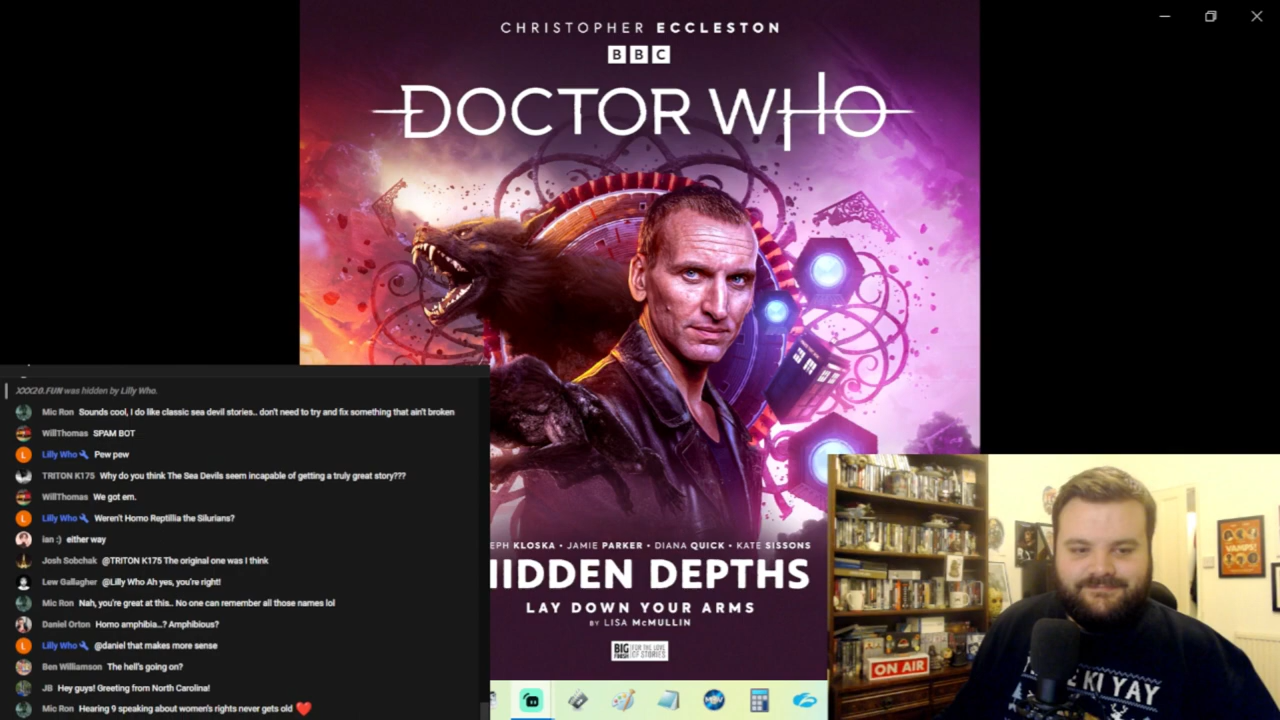 CHRISTOPHER ECCLESTON
BBC
DOCTOR WHO
EPH KLOSKA • JAMIE PARKER • DIANA QUICK • KATE SISSONS
HIDDEN DEPTHS
LAY DOWN YOUR ARMS
BY LISA McMULLIN
BIG FINISH
FOR THE LOVE OF STORIES
XXX20.FUN was hidden by Lilly Who.
Mic Ron Sounds cool, I do like classic sea devil stories.. don't need to try and fix something that ain't broken
WillThomas SPAM BOT
Lilly Who Pew pew
TRITON K175 Why do you think The Sea Devils seem incapable of getting a truly great story???
WillThomas We got em.
Lilly Who Weren't Homo Reptillia the Silurians?
ian :) either way
Josh Sobchak @TRITON K175 The original one was I think
Lew Gallagher @Lilly Who Ah yes, you're right!
Mic Ron Nah, you're great at this.. No one can remember all those names lol
Daniel Orton Homo amphibia...? Amphibious?
Lilly Who @daniel that makes more sense
Ben Williamson The hell's going on?
JB Hey guys! Greeting from North Carolina!
Mic Ron Hearing 9 speaking about women's rights never gets old ❤️
VAMPS!
ON AIR
KI YAY